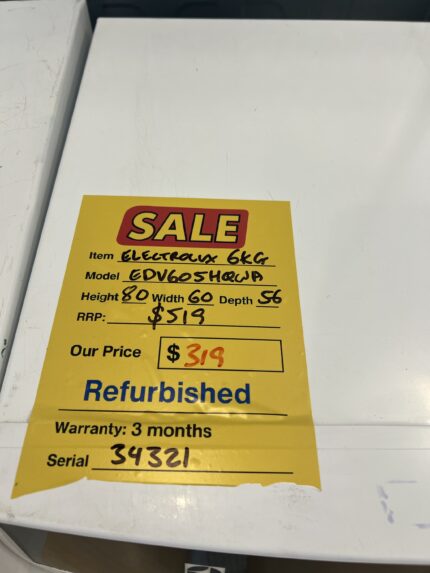 SALE
Item ELECTROLUX 6KG
Model EDV605HQWA
Height 80 Width 60 Depth 56
RRP: $519
Our Price $319
Refurbished
Warranty: 3 months
Serial 34321